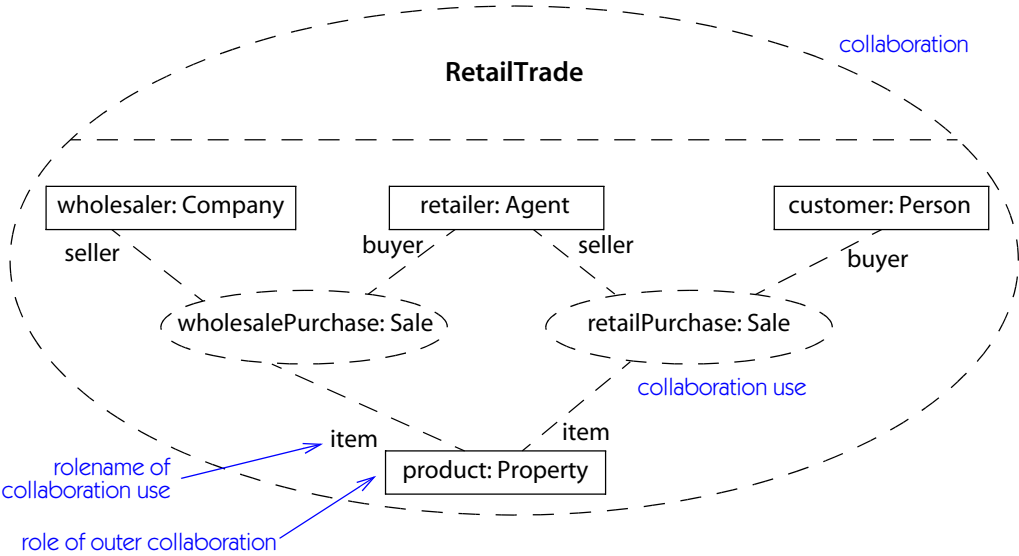 collaboration
RetailTrade
wholesaler: Company
retailer: Agent
customer: Person
seller
buyer
seller
buyer
wholesalePurchase: Sale
retailPurchase: Sale
collaboration use
item
item
rolename of
collaboration use
product: Property
role of outer collaboration